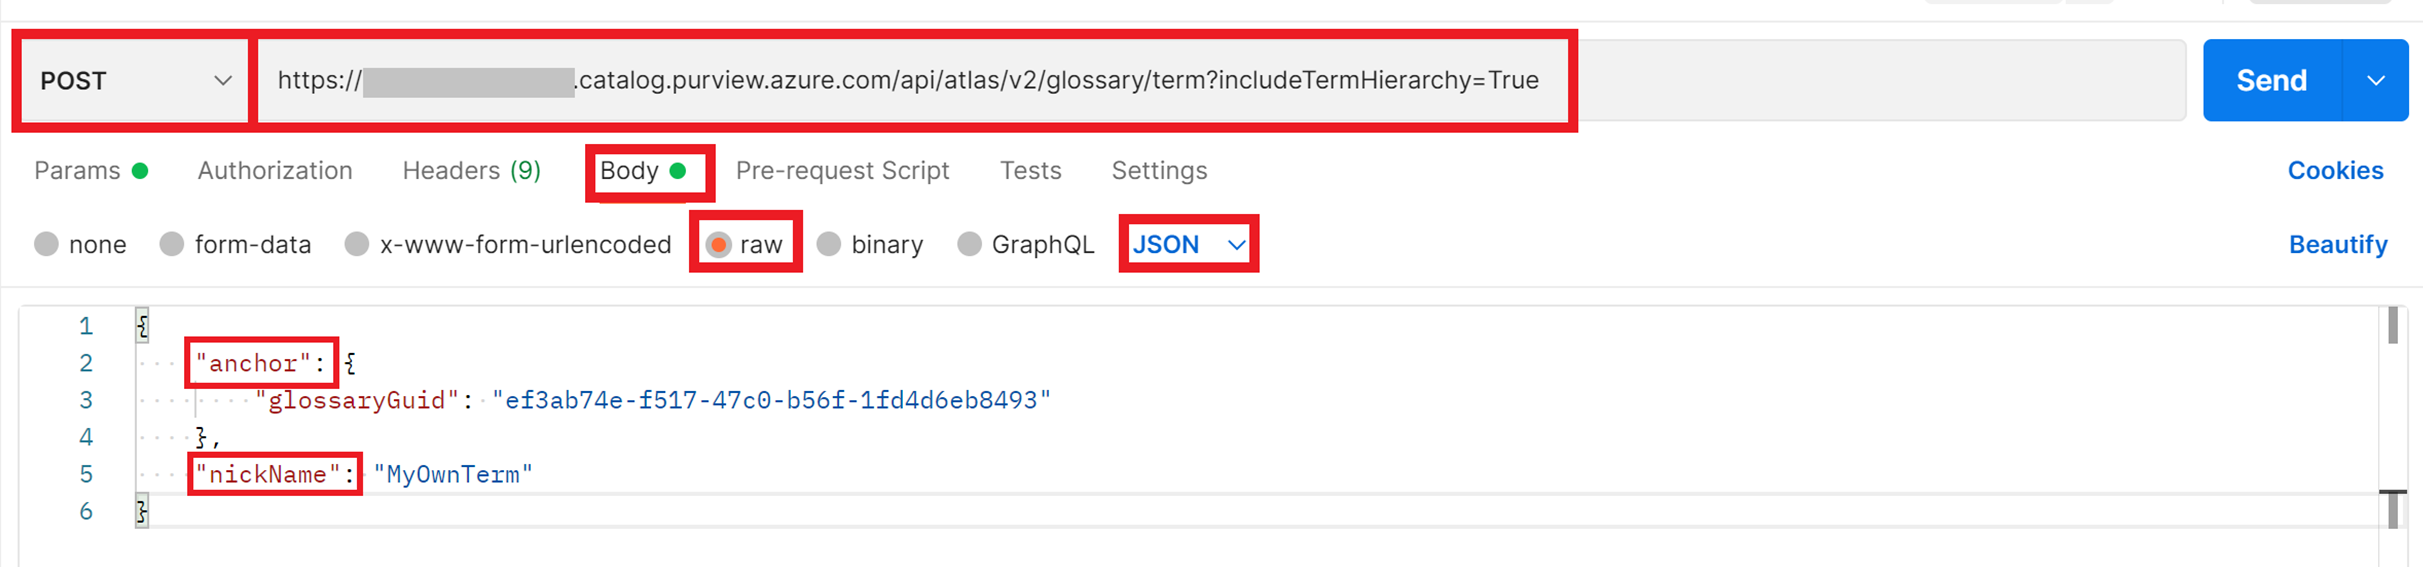 POST https:// .catalog.purview.azure.com/api/atlas/v2/glossary/term?includeTermHierarchy=True Send
Params Authorization Headers (9) Body Pre-request Script Tests Settings Cookies
none form-data x-www-form-urlencoded raw binary GraphQL JSON Beautify
1 {
2 "anchor": {
3 "glossaryGuid": "ef3ab74e-f517-47c0-b56f-1fd4d6eb8493"
4 },
5 "nickName": "MyOwnTerm"
6 }